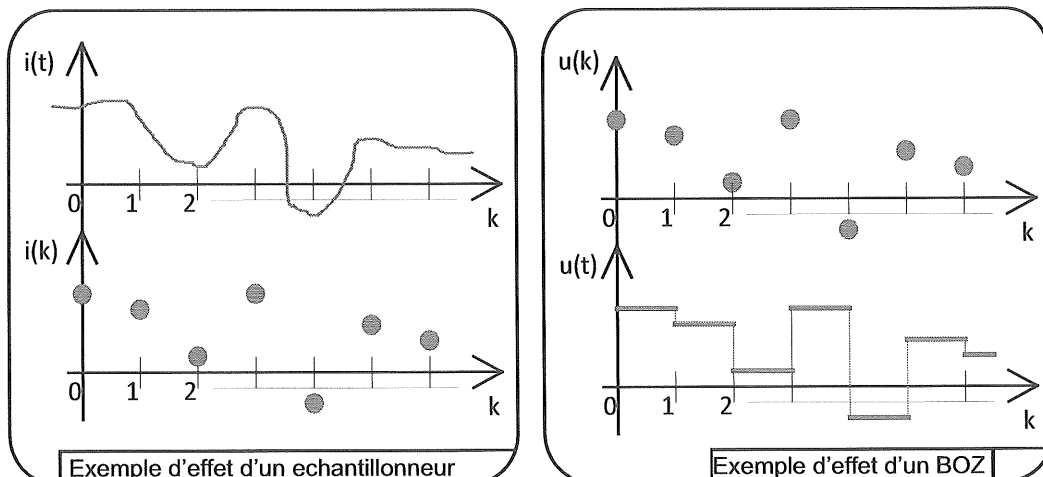 i(t)
0 1 2 k
i(k)
0 1 2 k
Exemple d'effet d'un echantillonneur
u(k)
0 1 2 k
u(t)
0 1 2 k
Exemple d'effet d'un BOZ